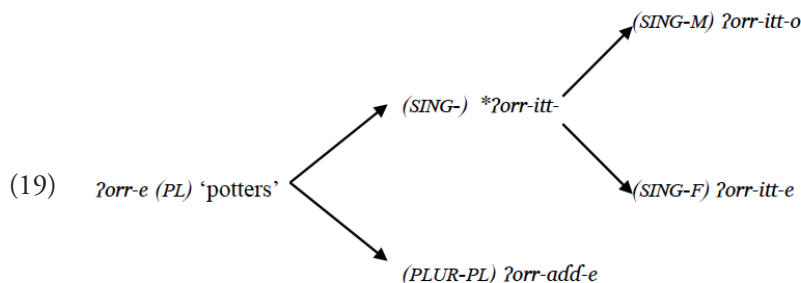 (SING-M) ʔorr-itt-o
(SING-) *ʔorr-itt-
(19) ʔorr-e (PL) ‘potters’
(SING-F) ʔorr-itt-e
(PLUR-PL) ʔorr-add-e